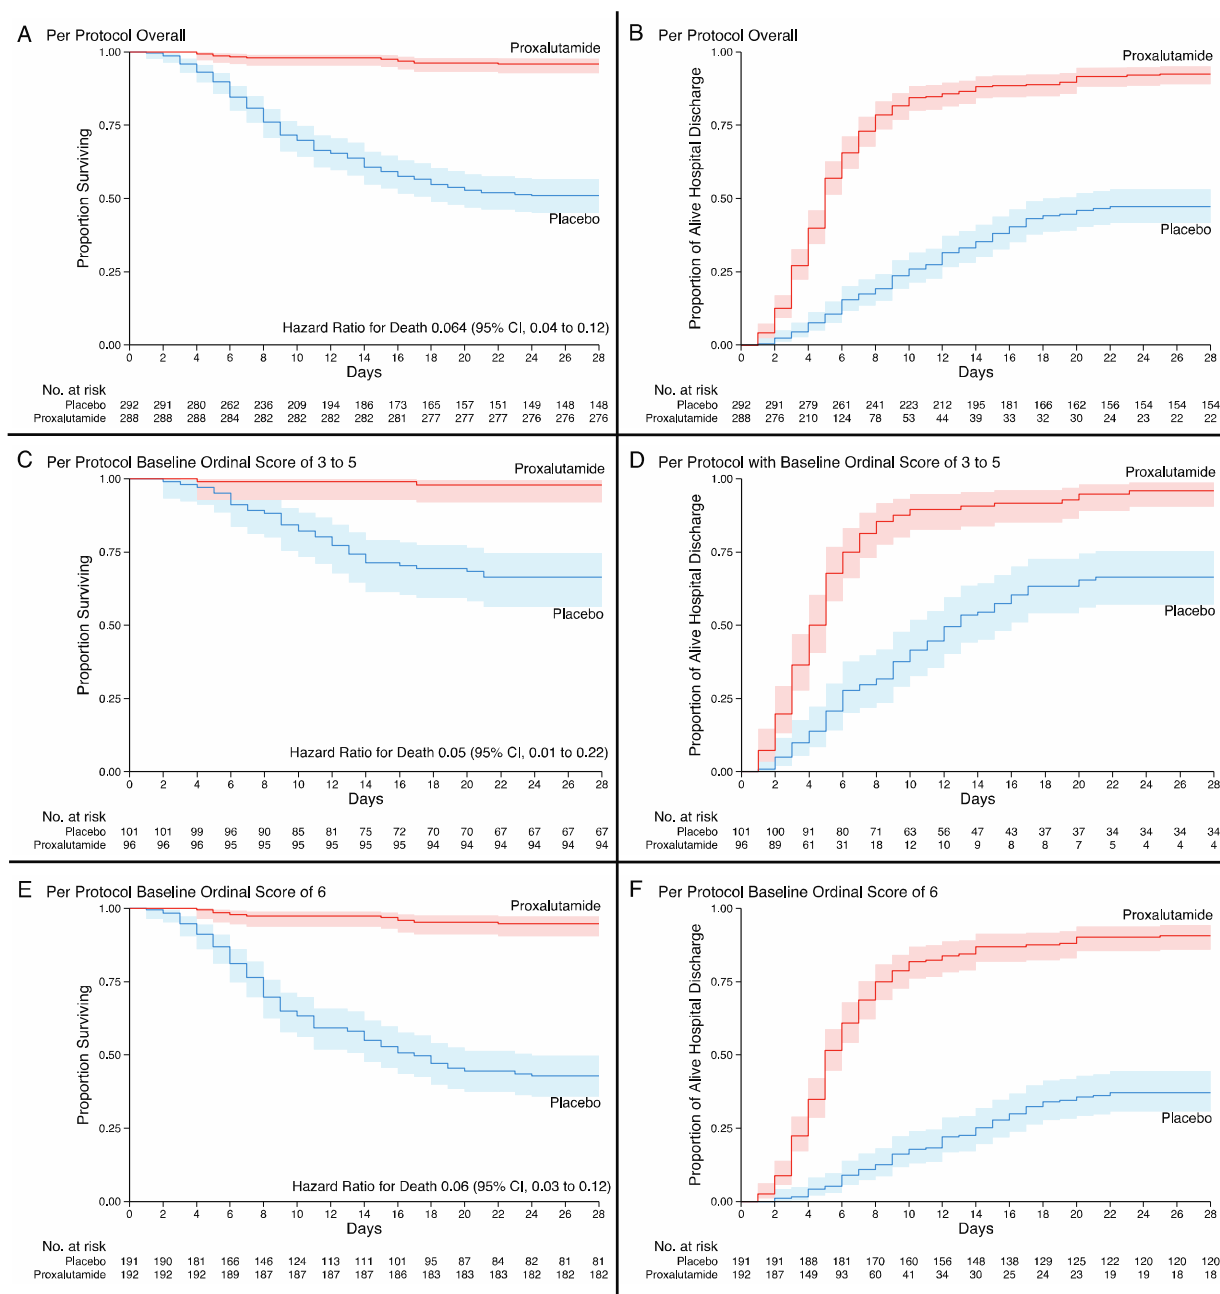 A Per Protocol Overall
Proxalutamide
1.00
0.75
0.50
0.25
0.00
Proportion Surviving
Placebo
Hazard Ratio for Death 0.064 (95% CI, 0.04 to 0.12)
0 2 4 6 8 10 12 14 16 18 20 22 24 26 28
Days
No. at risk
Placebo 292 291 280 262 236 209 194 186 173 165 157 151 149 148 148
Proxalutamide 288 288 288 284 282 282 282 282 281 277 277 277 276 276 276
B Per Protocol Overall
Proxalutamide
1.00
0.75
0.50
0.25
0.00
Proportion of Alive Hospital Discharge
Placebo
0 2 4 6 8 10 12 14 16 18 20 22 24 26 28
Days
No. at risk
Placebo 292 291 279 261 241 223 212 195 181 166 162 156 154 154 154
Proxalutamide 288 276 210 124 78 53 44 39 33 32 30 24 23 22 22
C Per Protocol Baseline Ordinal Score of 3 to 5
Proxalutamide
1.00
0.75
0.50
0.25
0.00
Proportion Surviving
Placebo
Hazard Ratio for Death 0.05 (95% CI, 0.01 to 0.22)
0 2 4 6 8 10 12 14 16 18 20 22 24 26 28
Days
No. at risk
Placebo 101 101 99 96 90 85 81 75 72 70 70 67 67 67 67
Proxalutamide 96 96 96 95 95 95 95 95 95 94 94 94 94 94 94
D Per Protocol with Baseline Ordinal Score of 3 to 5
Proxalutamide
1.00
0.75
0.50
0.25
0.00
Proportion of Alive Hospital Discharge
Placebo
0 2 4 6 8 10 12 14 16 18 20 22 24 26 28
Days
No. at risk
Placebo 101 100 91 80 71 63 56 47 43 37 37 34 34 34 34
Proxalutamide 96 89 61 31 18 12 10 9 8 8 7 5 4 4 4
E Per Protocol Baseline Ordinal Score of 6
Proxalutamide
1.00
0.75
0.50
0.25
0.00
Proportion Surviving
Placebo
Hazard Ratio for Death 0.06 (95% CI, 0.03 to 0.12)
0 2 4 6 8 10 12 14 16 18 20 22 24 26 28
Days
No. at risk
Placebo 191 190 181 166 146 124 113 111 101 95 87 84 82 81 81
Proxalutamide 192 192 192 189 187 187 187 187 186 183 183 183 182 182 182
F Per Protocol Baseline Ordinal Score of 6
Proxalutamide
1.00
0.75
0.50
0.25
0.00
Proportion of Alive Hospital Discharge
Placebo
0 2 4 6 8 10 12 14 16 18 20 22 24 26 28
Days
No. at risk
Placebo 191 191 188 181 170 160 156 148 138 129 125 122 120 120 120
Proxalutamide 192 187 149 93 60 41 34 30 25 24 23 19 19 18 18